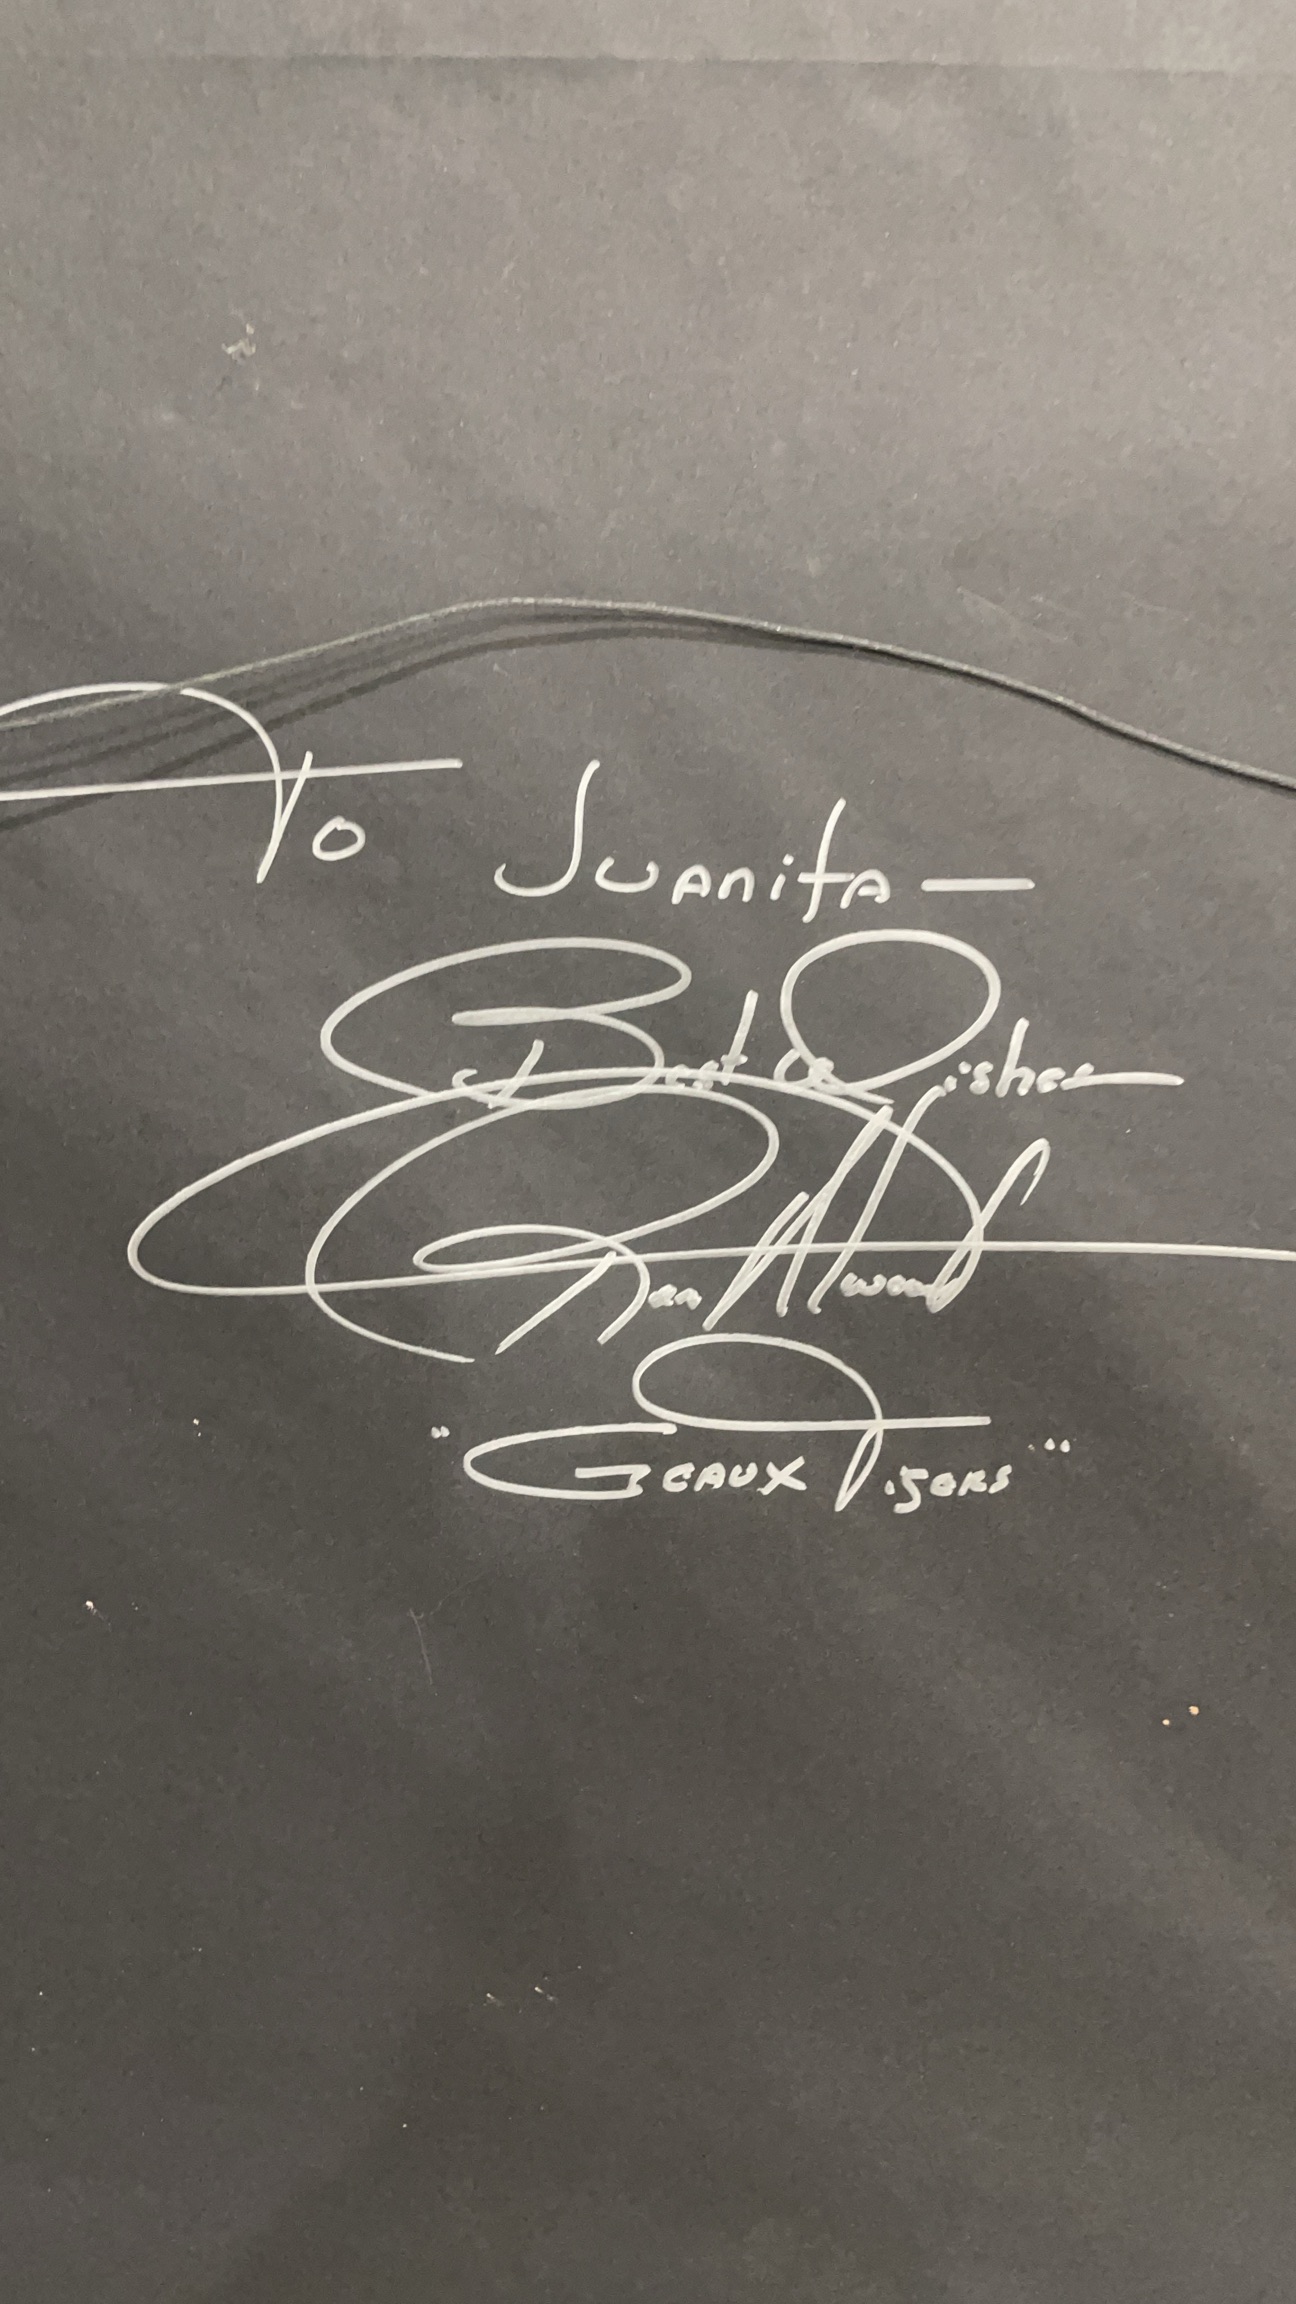 To Juanita —
Best Wishes
"Geaux Tigers"